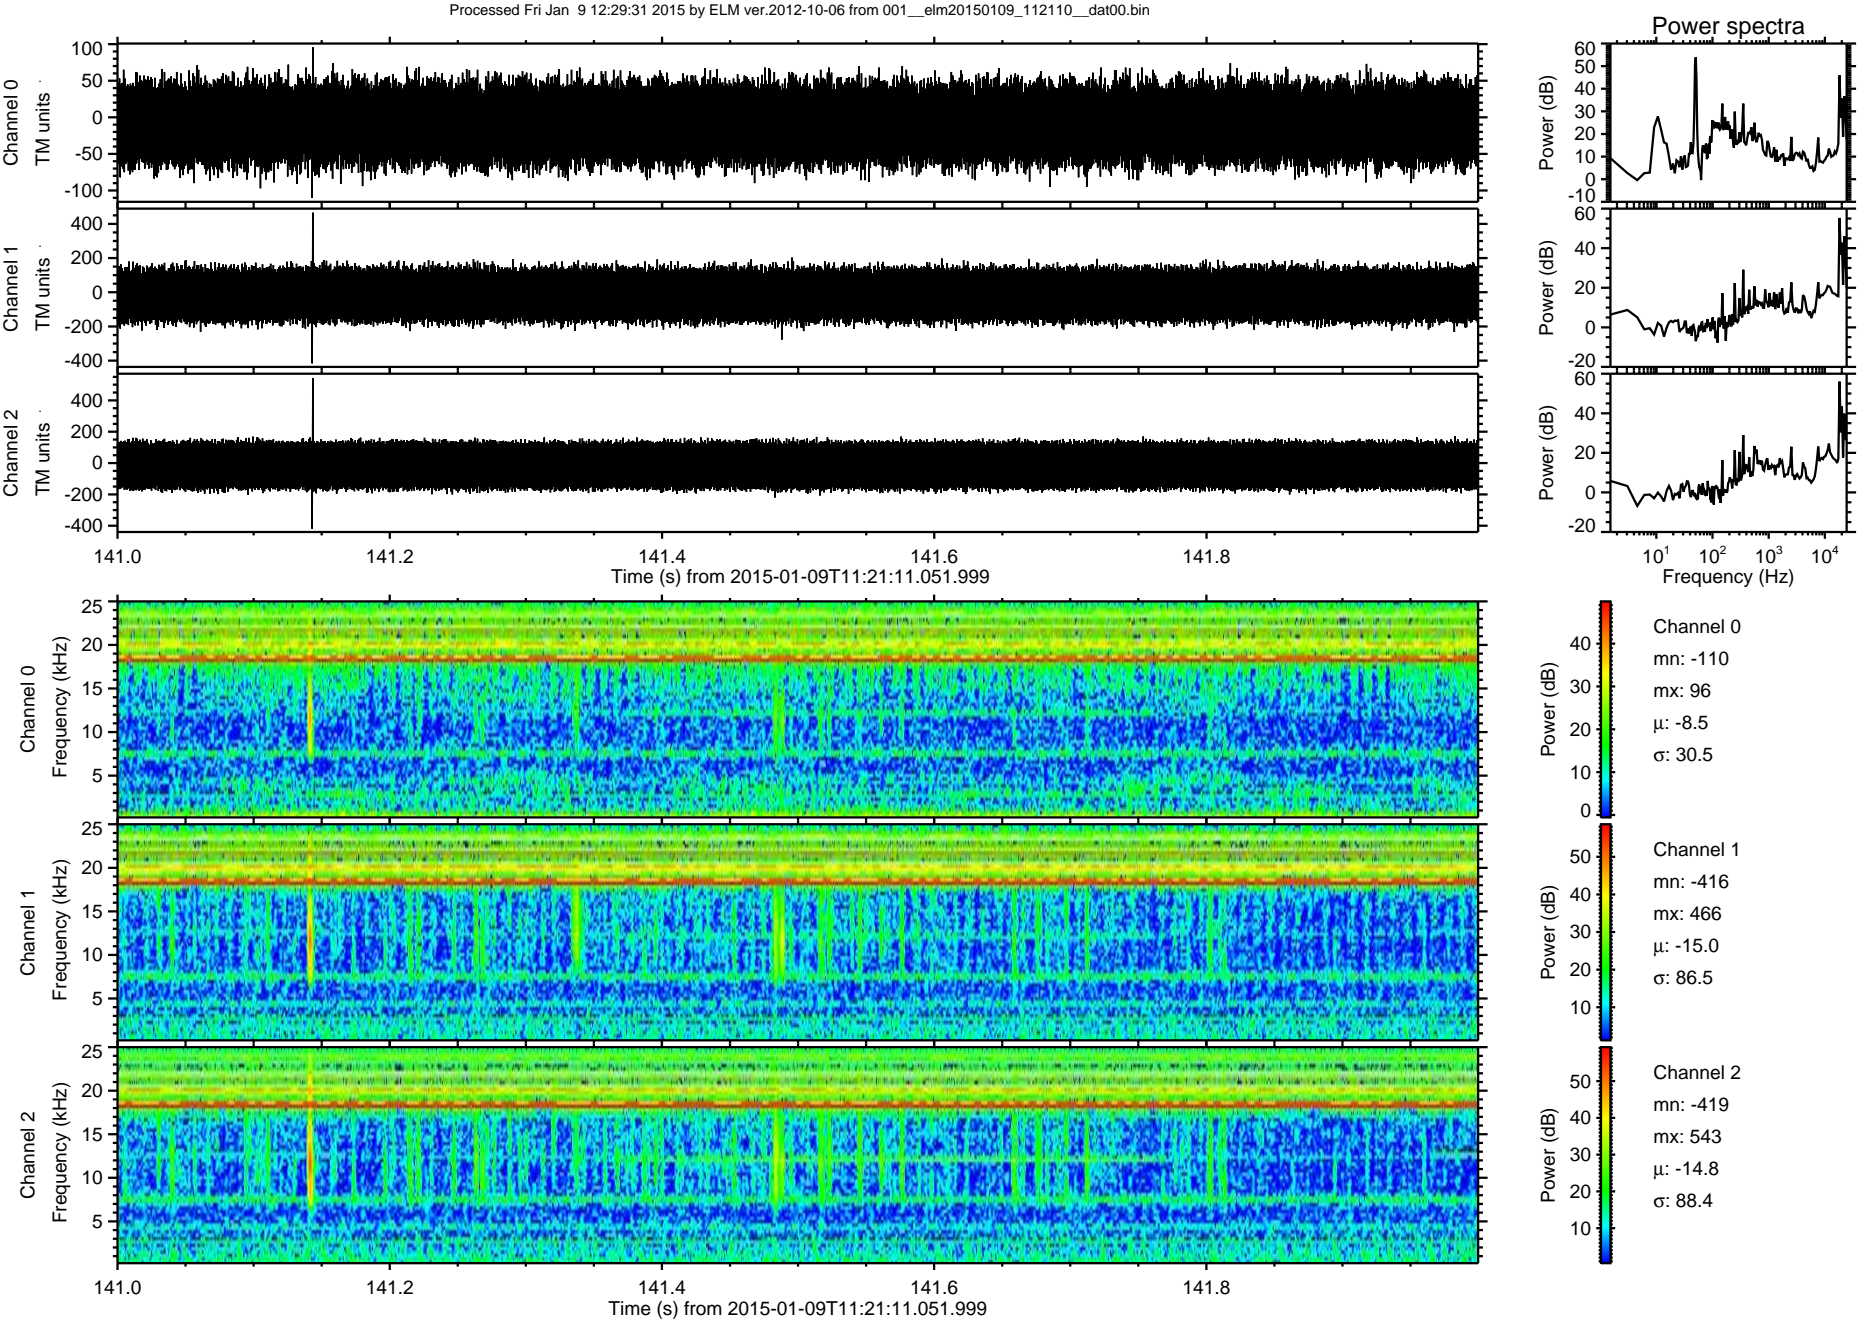 Processed Fri Jan  9 12:29:31 2015 by ELM ver.2012-10-06 from 001__elm20150109_112110__dat00.bin
Power spectra
Channel 0
TM units
100
50
0
-50
-100
Power (dB)
60
50
40
30
20
10
0
-10
Channel 1
TM units
400
200
0
-200
-400
Power (dB)
60
40
20
0
-20
Channel 2
TM units
400
200
0
-200
-400
Power (dB)
60
40
20
0
-20
141.0 141.2 141.4 141.6 141.8
Time (s) from 2015-01-09T11:21:11.051.999
10¹ 10² 10³ 10⁴
Frequency (Hz)
Channel 0
Frequency (kHz)
25
20
15
10
5
Power (dB)
40
30
20
10
0
Channel 0
mn: -110
mx: 96
μ: -8.5
σ: 30.5
Channel 1
Frequency (kHz)
25
20
15
10
5
Power (dB)
50
40
30
20
10
Channel 1
mn: -416
mx: 466
μ: -15.0
σ: 86.5
Channel 2
Frequency (kHz)
25
20
15
10
5
Power (dB)
50
40
30
20
10
Channel 2
mn: -419
mx: 543
μ: -14.8
σ: 88.4
141.0 141.2 141.4 141.6 141.8
Time (s) from 2015-01-09T11:21:11.051.999